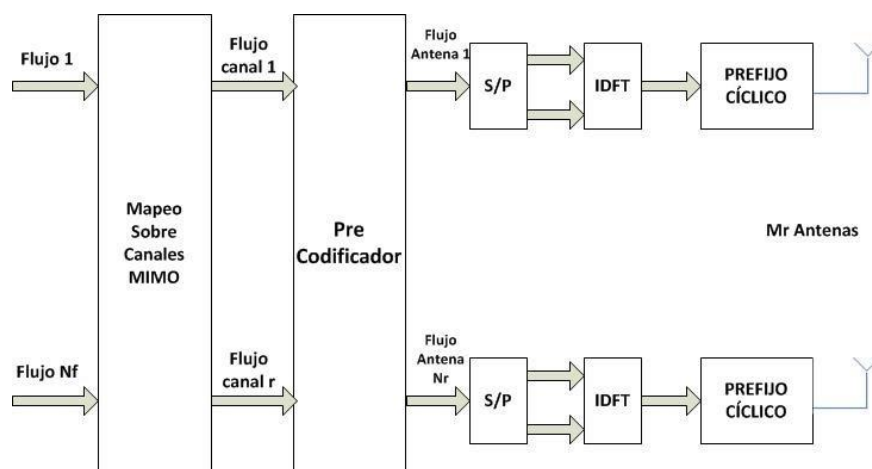 Flujo 1
Flujo
canal 1
Flujo
Antena 1
S/P
IDFT
PREFIJO
CÍCLICO
Mapeo
Sobre
Canales
MIMO
Pre
Codificador
Mr Antenas
Flujo Nf
Flujo
canal r
Flujo
Antena
Nr
S/P
IDFT
PREFIJO
CÍCLICO